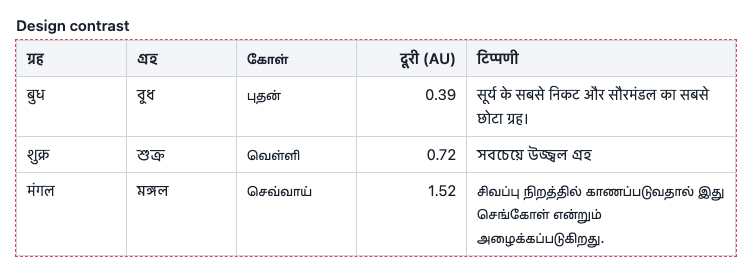 Design contrast
ग्रह গ্রহ கோள் दूरी (AU) टिप्पणी
बुध বুধ புதன் 0.39 सूर्य के सबसे निकट और सौरमंडल का सबसे
छोटा ग्रह।
शुक्र শুক্র வெள்ளி 0.72 সবচেয়ে উজ্জ্বল গ্রহ
मंगल মঙ্গল செவ்வாய் 1.52 சிவப்பு நிறத்தில் காணப்படுவதால் இது
செங்கோள் என்றும்
அழைக்கப்படுகிறது.